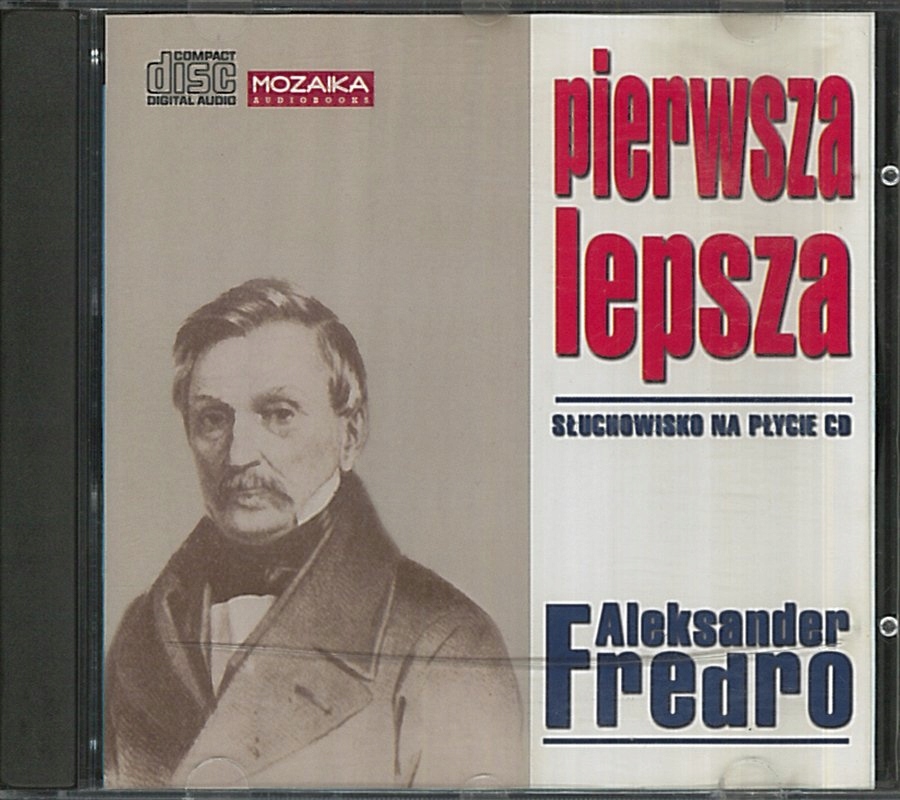 COMPACT
disc
DIGITAL AUDIO
MOZAIKA
AUDIOBOOKS
pierwsza
lepsza
SŁUCHOWISKO NA PŁYCIE CD
Aleksander
Fredro